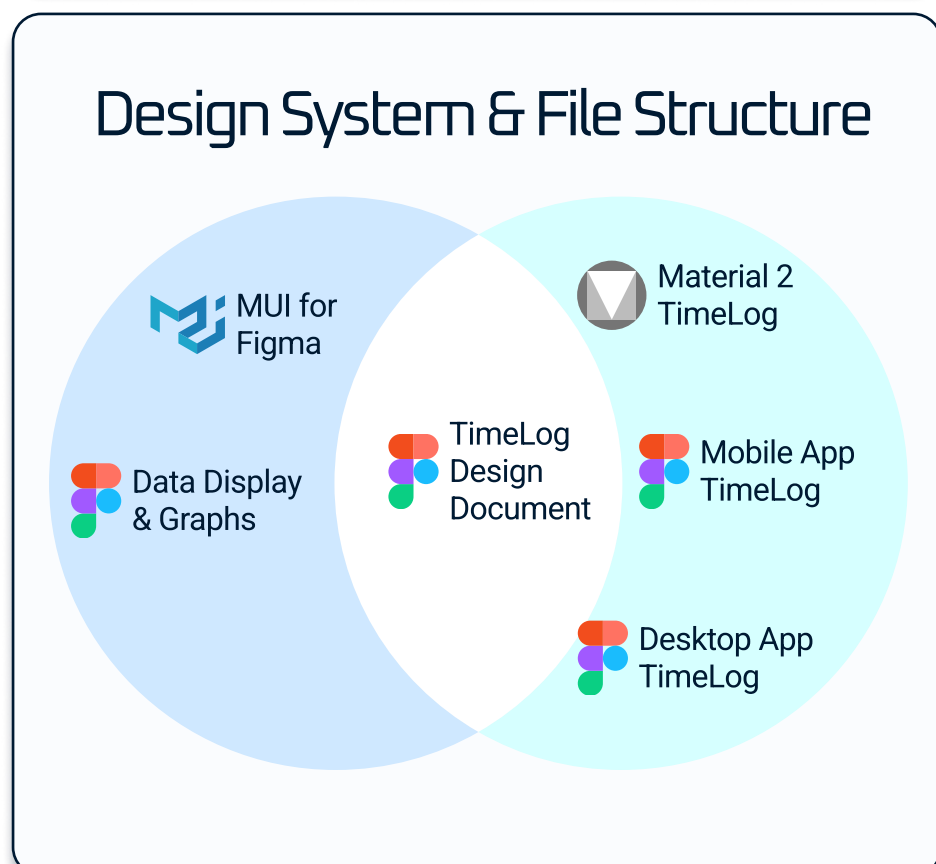 Design System & File Structure
MUI for
Figma
Data Display
& Graphs
TimeLog
Design
Document
Material 2
TimeLog
Mobile App
TimeLog
Desktop App
TimeLog